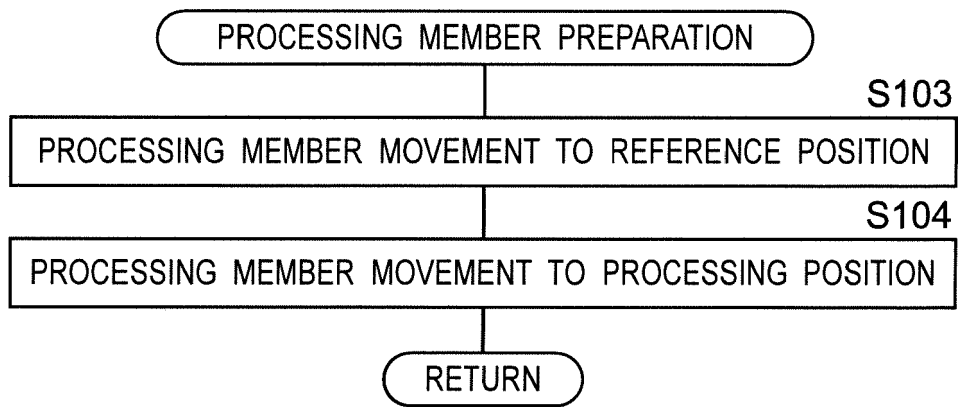 PROCESSING MEMBER PREPARATION
S103
PROCESSING MEMBER MOVEMENT TO REFERENCE POSITION
S104
PROCESSING MEMBER MOVEMENT TO PROCESSING POSITION
RETURN